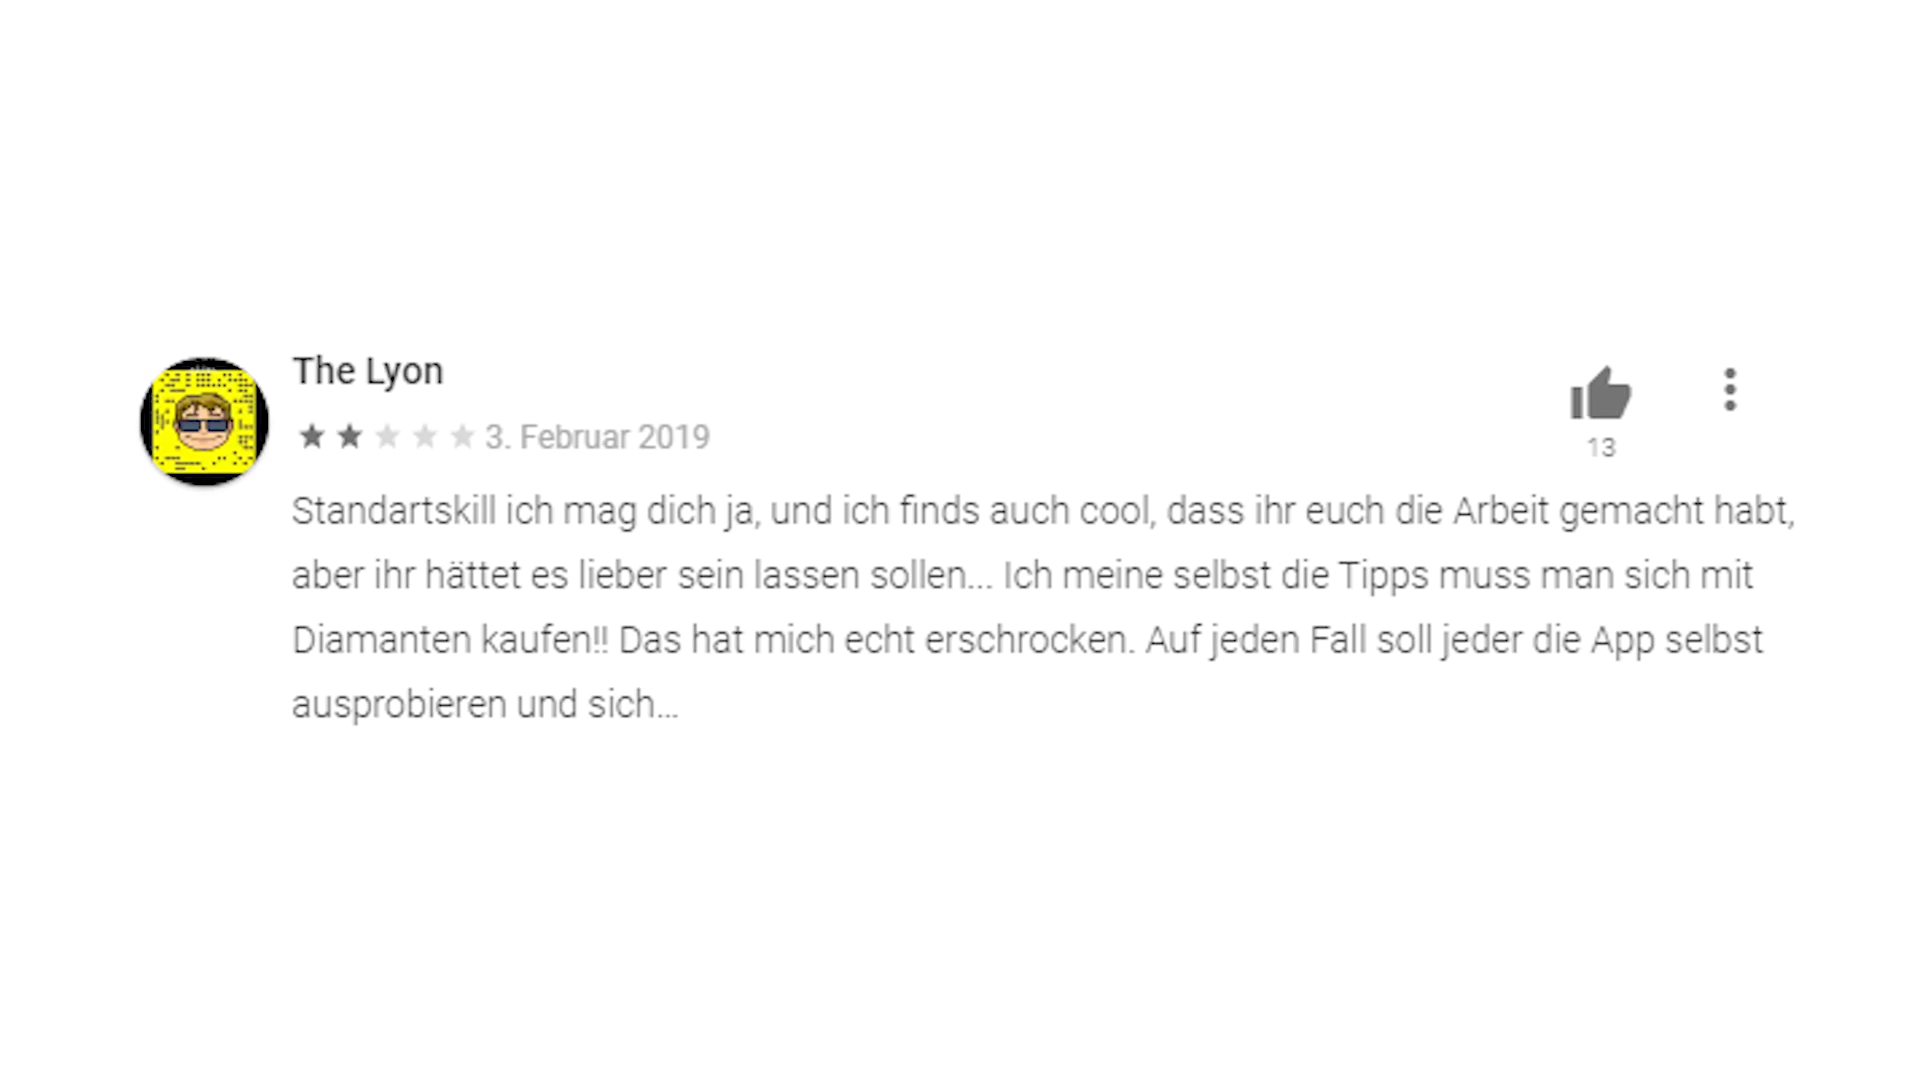 The Lyon
3. Februar 2019
13
Standartskill ich mag dich ja, und ich finds auch cool, dass ihr euch die Arbeit gemacht habt,
aber ihr hättet es lieber sein lassen sollen... Ich meine selbst die Tipps muss man sich mit
Diamanten kaufen!! Das hat mich echt erschrocken. Auf jeden Fall soll jeder die App selbst
ausprobieren und sich...